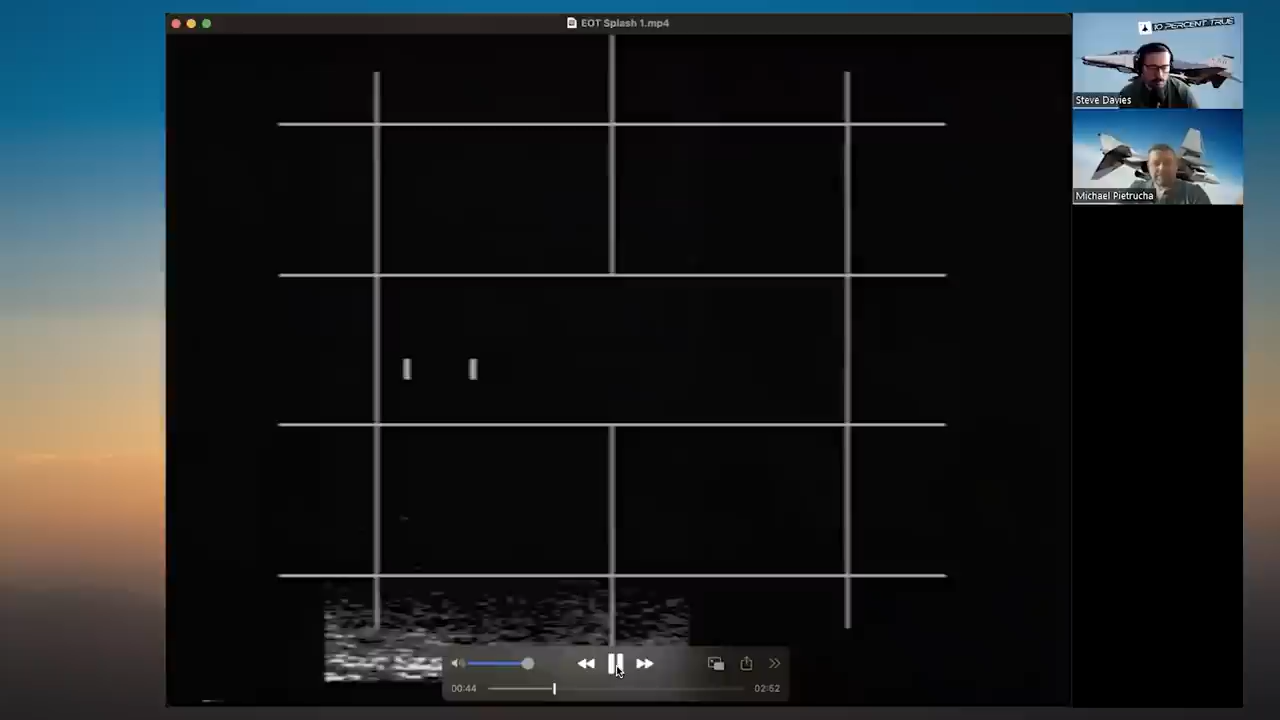 EOT Splash 1.mp4
10 PERCENT TRUE
Steve Davies
Michael Pietrucha
00:44
02:52